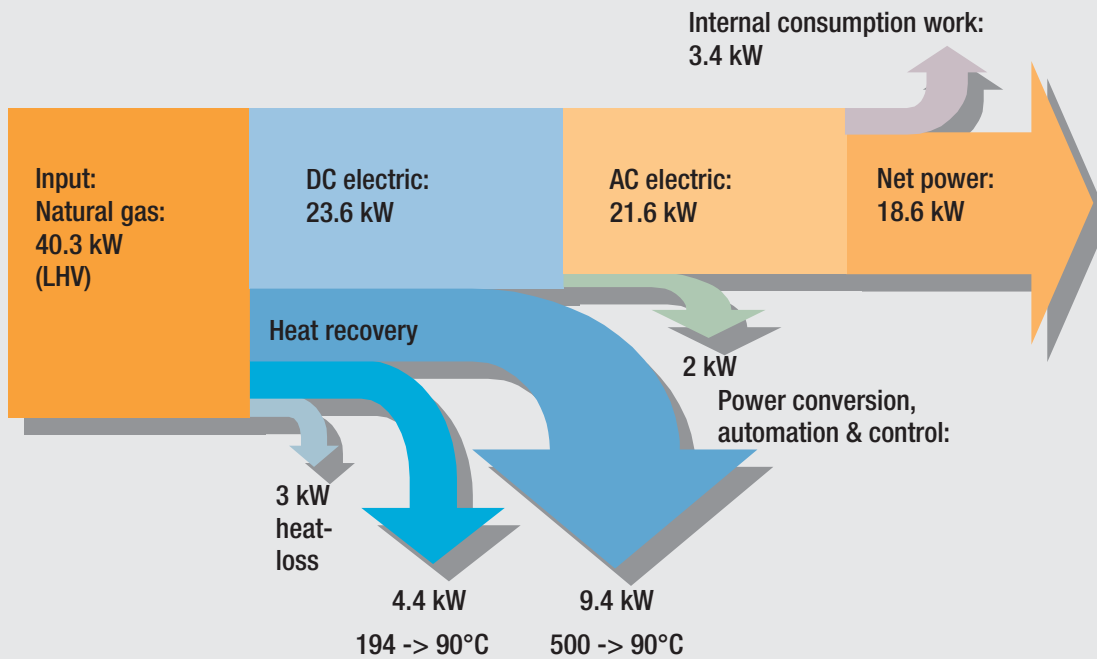 Internal consumption work:
3.4 kW
Input:
Natural gas:
40.3 kW
(LHV)
DC electric:
23.6 kW
AC electric:
21.6 kW
Net power:
18.6 kW
Heat recovery
2 kW
Power conversion,
automation & control:
3 kW
heat-
loss
4.4 kW
194 -> 90°C
9.4 kW
500 -> 90°C